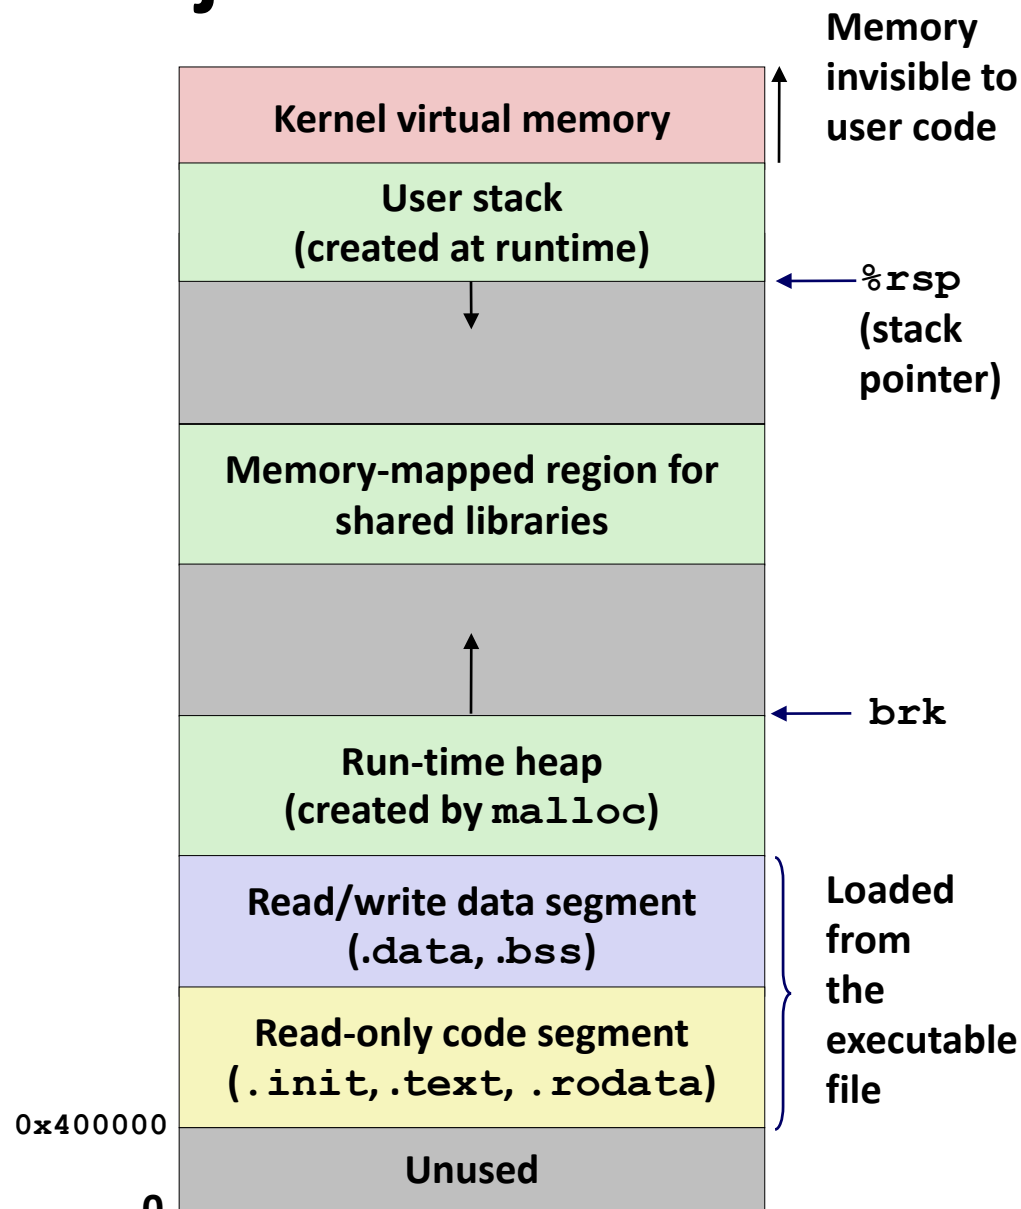 Memory
invisible to
user code
Kernel virtual memory
User stack
(created at runtime)
%rsp
(stack
pointer)
Memory-mapped region for
shared libraries
brk
Run-time heap
(created by malloc)
Read/write data segment
(.data, .bss)
Loaded
from
the
executable
file
Read-only code segment
(.init, .text, .rodata)
0x400000
Unused
0